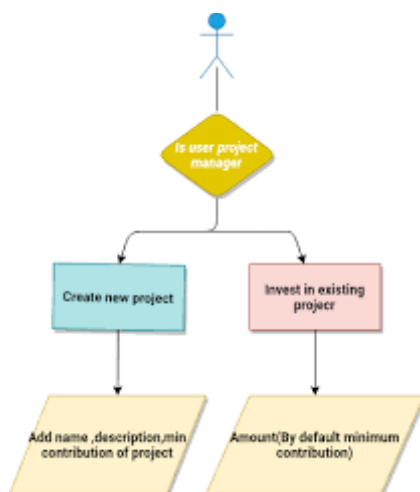 Is user project
manager
Create new project
Invest in existing
projecr
Add name ,description,min
contribution of project
Amount(By default minimum
contribution)